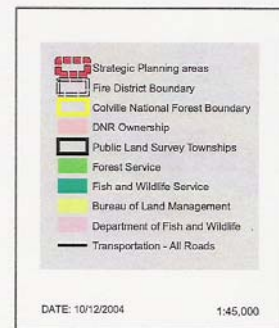 Strategic Planning areas
Fire District Boundary
Colville National Forest Boundary
DNR Ownership
Public Land Survey Townships
Forest Service
Fish and Wildlife Service
Bureau of Land Management
Department of Fish and Wildlife
Transportation - All Roads
DATE: 10/12/2004 1:45,000